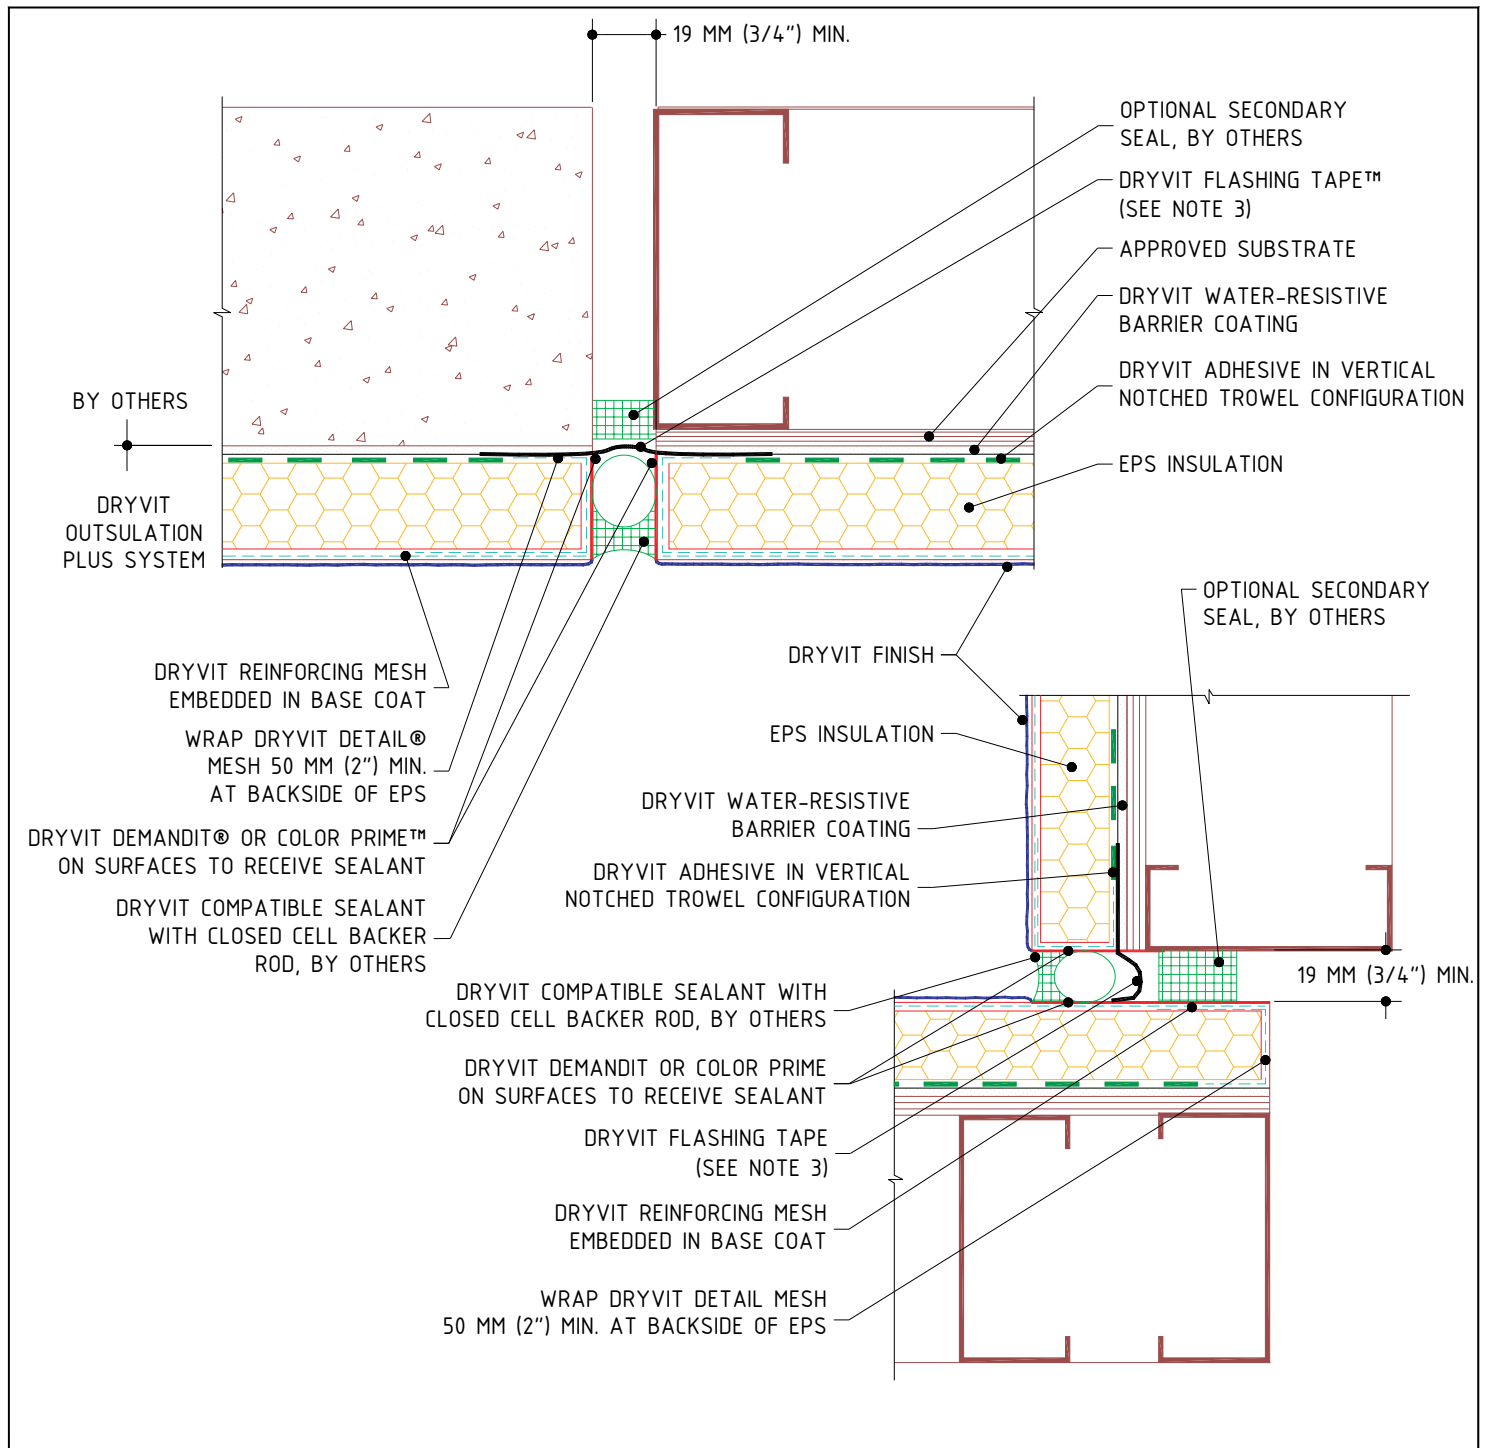 19 MM (3/4") MIN.
OPTIONAL SECONDARY
SEAL, BY OTHERS
DRYVIT FLASHING TAPE™
(SEE NOTE 3)
APPROVED SUBSTRATE
DRYVIT WATER-RESISTIVE
BARRIER COATING
DRYVIT ADHESIVE IN VERTICAL
NOTCHED TROWEL CONFIGURATION
EPS INSULATION
BY OTHERS
DRYVIT
OUTSULATION
PLUS SYSTEM
DRYVIT REINFORCING MESH
EMBEDDED IN BASE COAT
WRAP DRYVIT DETAIL®
MESH 50 MM (2") MIN.
AT BACKSIDE OF EPS
DRYVIT DEMANDIT® OR COLOR PRIME™
ON SURFACES TO RECEIVE SEALANT
DRYVIT COMPATIBLE SEALANT
WITH CLOSED CELL BACKER
ROD, BY OTHERS
OPTIONAL SECONDARY
SEAL, BY OTHERS
DRYVIT FINISH
EPS INSULATION
DRYVIT WATER-RESISTIVE
BARRIER COATING
DRYVIT ADHESIVE IN VERTICAL
NOTCHED TROWEL CONFIGURATION
19 MM (3/4") MIN.
DRYVIT COMPATIBLE SEALANT WITH
CLOSED CELL BACKER ROD, BY OTHERS
DRYVIT DEMANDIT OR COLOR PRIME
ON SURFACES TO RECEIVE SEALANT
DRYVIT FLASHING TAPE
(SEE NOTE 3)
DRYVIT REINFORCING MESH
EMBEDDED IN BASE COAT
WRAP DRYVIT DETAIL MESH
50 MM (2") MIN. AT BACKSIDE OF EPS